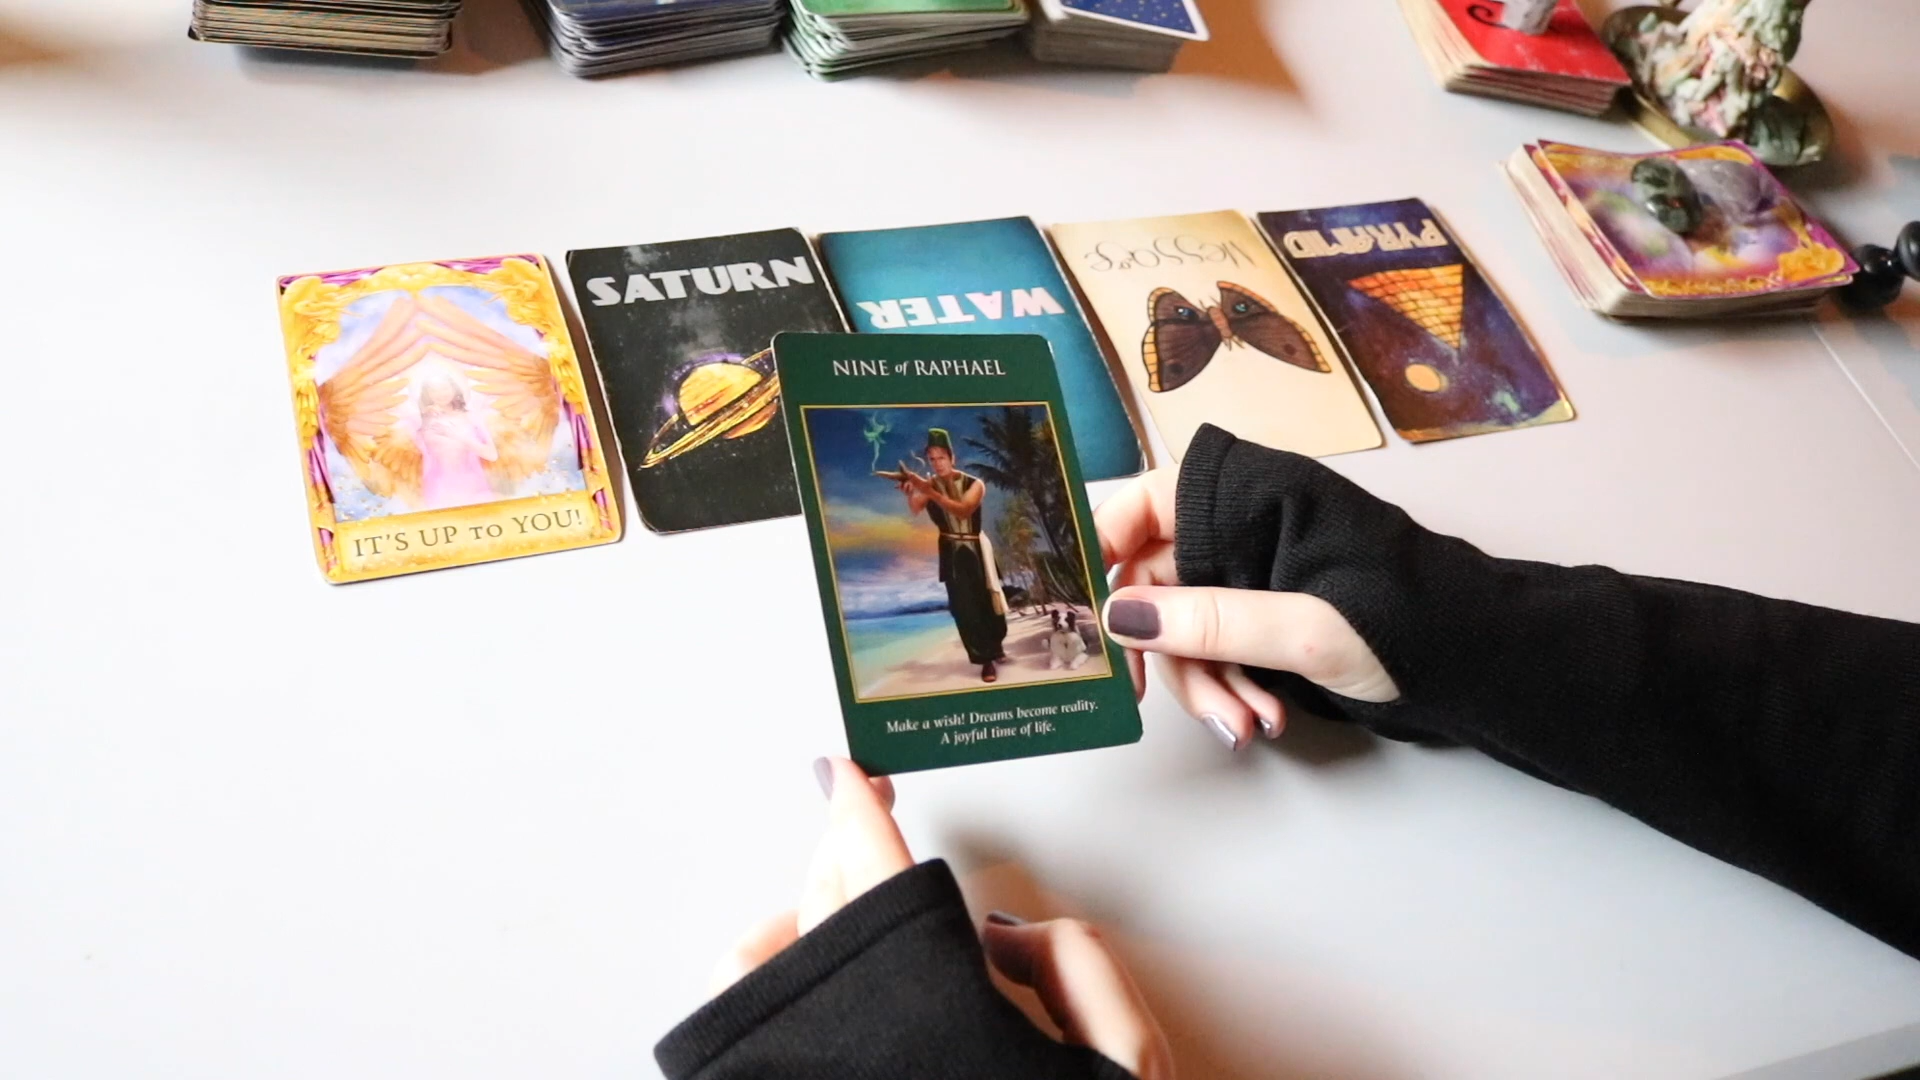 IT'S UP to YOU!
SATURN
WATER
Message
PYRAMID
NINE of RAPHAEL
Make a wish! Dreams become reality.
A joyful time of life.